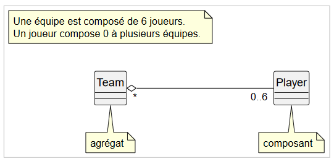 Une équipe est composé de 6 joueurs.
Un joueur compose 0 à plusieurs équipes.
Team
Player
*
0 6
agrégat
composant